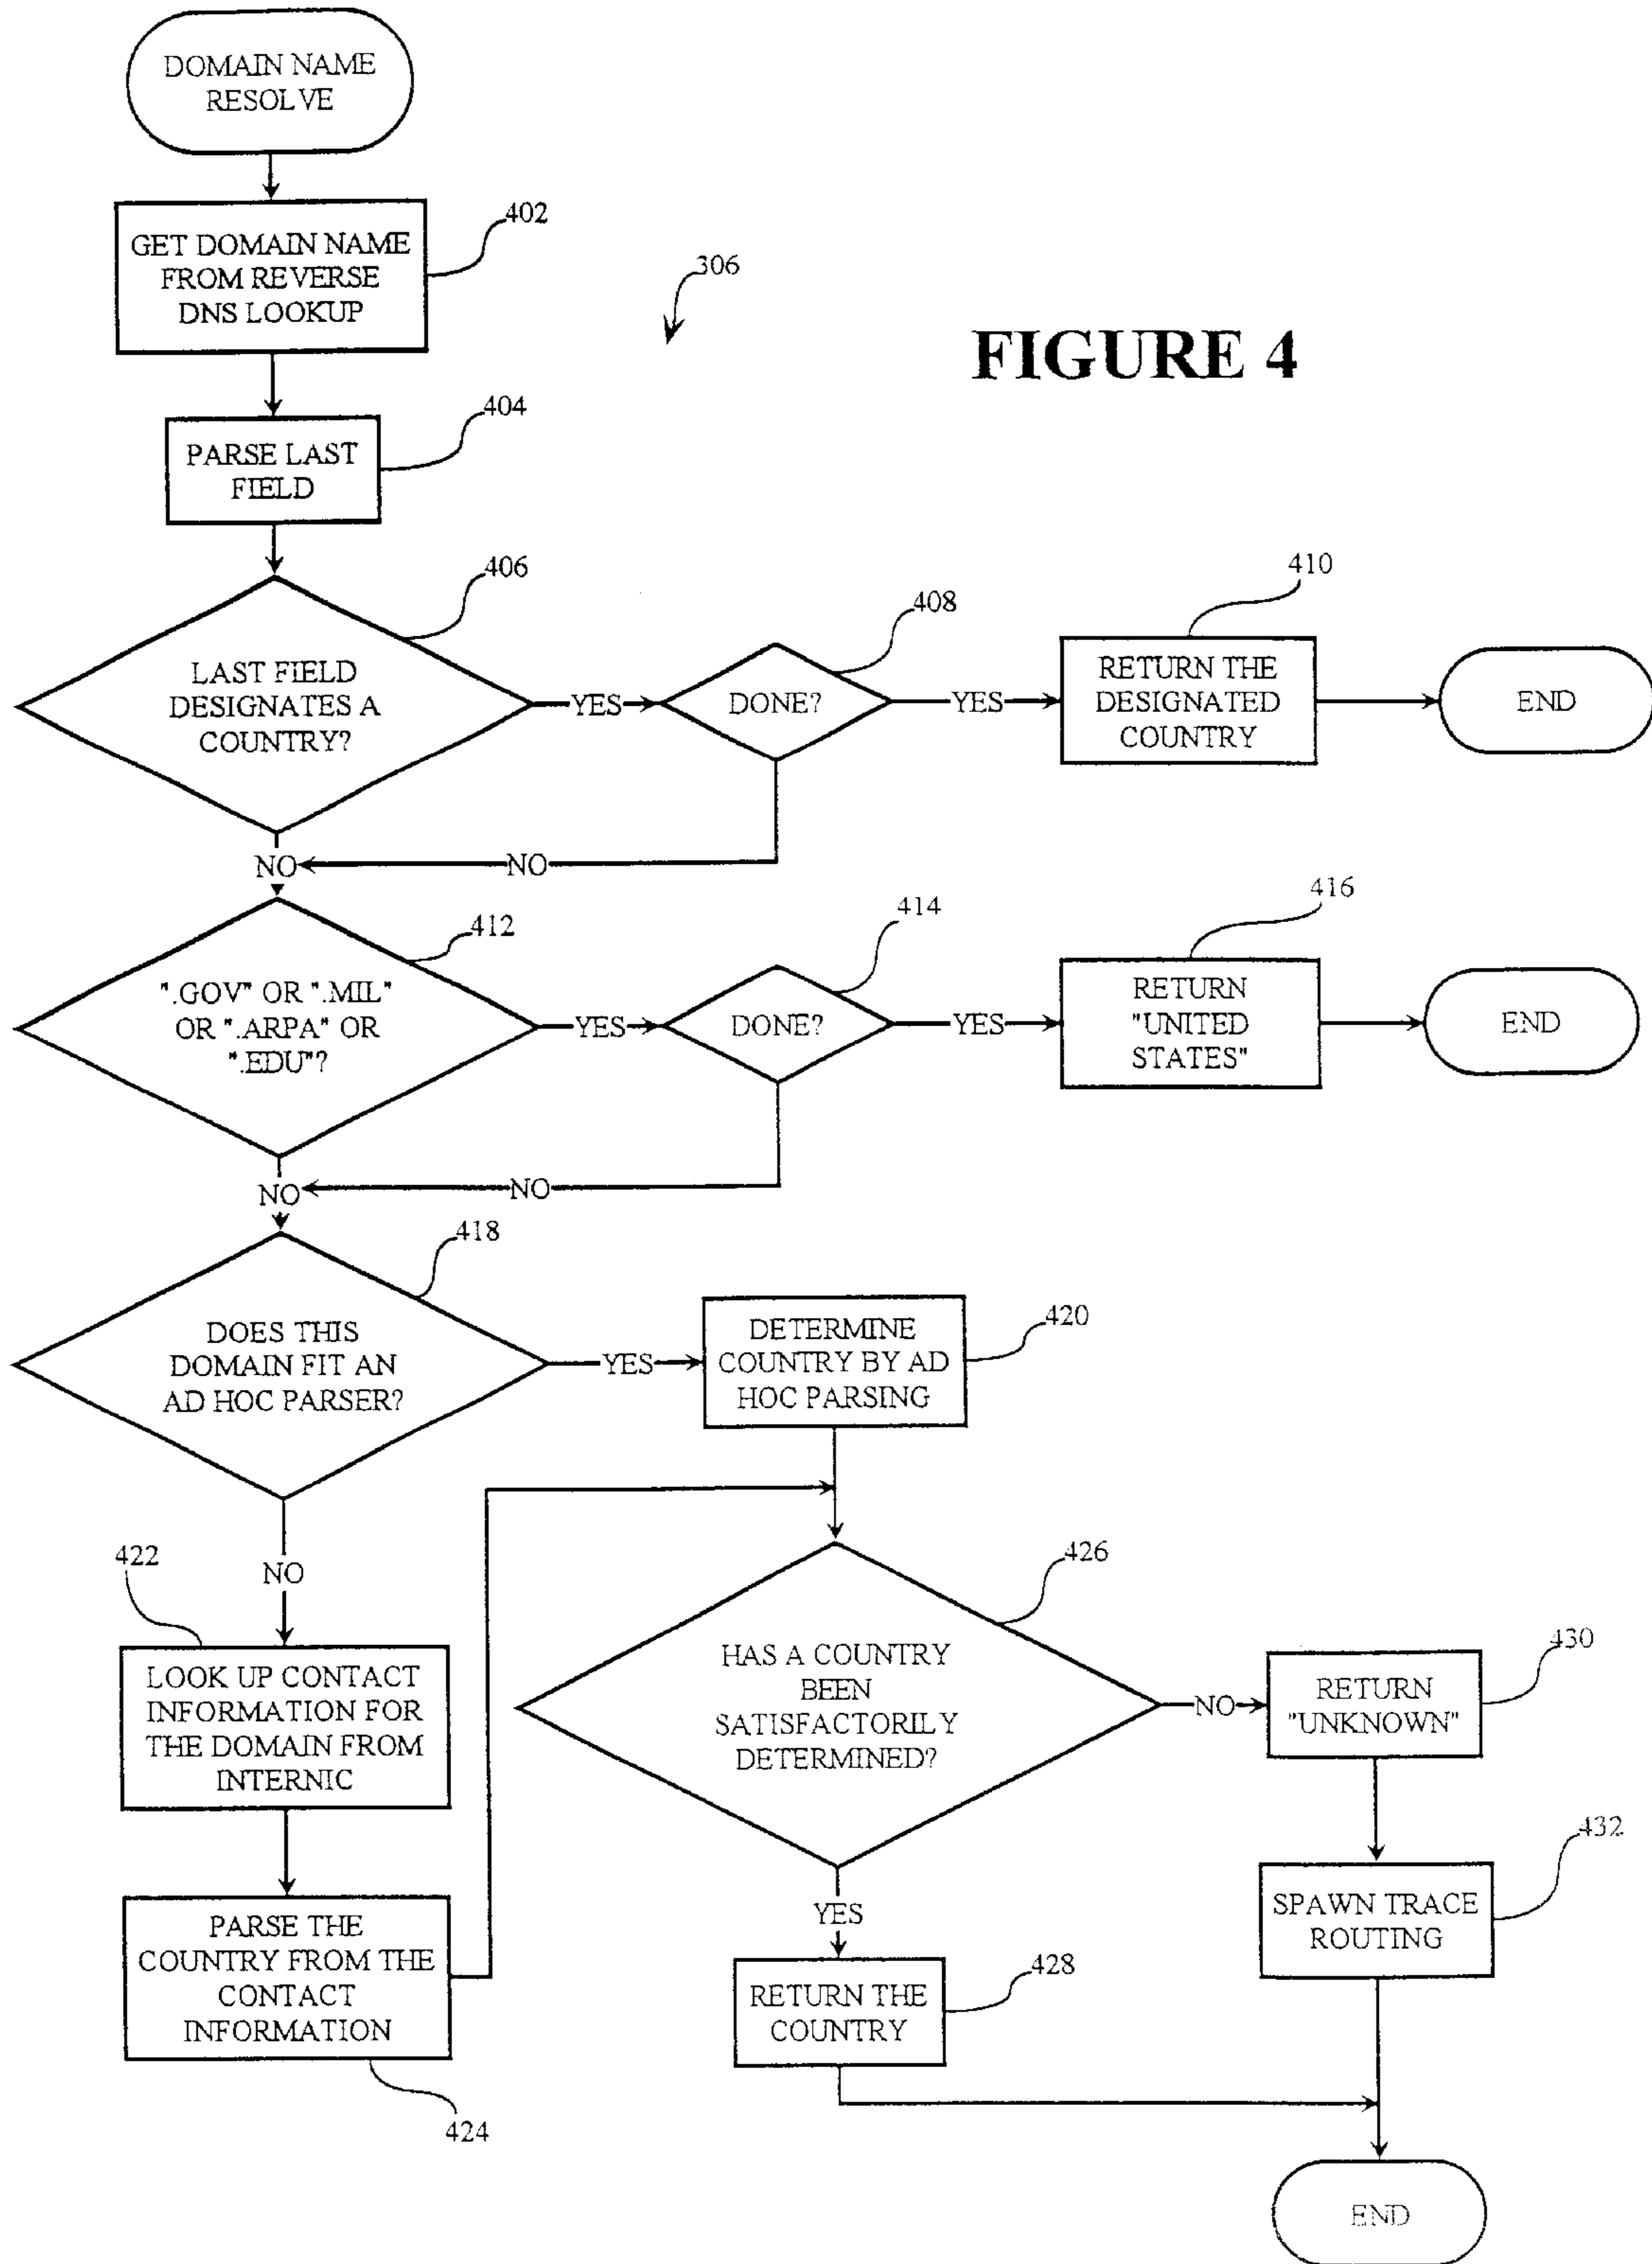 DOMAIN NAME
RESOLVE
402
GET DOMAIN NAME
FROM REVERSE
DNS LOOKUP
306
FIGURE 4
404
PARSE LAST
FIELD
406
LAST FIELD
DESIGNATES A
COUNTRY?
YES
408
DONE?
YES
410
RETURN THE
DESIGNATED
COUNTRY
END
NO
NO
412
".GOV" OR ".MIL"
OR ".ARPA" OR
".EDU"?
YES
414
DONE?
YES
416
RETURN
"UNITED
STATES"
END
NO
NO
418
DOES THIS
DOMAIN FIT AN
AD HOC PARSER?
YES
420
DETERMINE
COUNTRY BY AD
HOC PARSING
NO
422
LOOK UP CONTACT
INFORMATION FOR
THE DOMAIN FROM
INTERNIC
PARSE THE
COUNTRY FROM THE
CONTACT
INFORMATION
424
426
HAS A COUNTRY
BEEN
SATISFACTORILY
DETERMINED?
NO
430
RETURN
"UNKNOWN"
432
SPAWN TRACE
ROUTING
YES
428
RETURN THE
COUNTRY
END